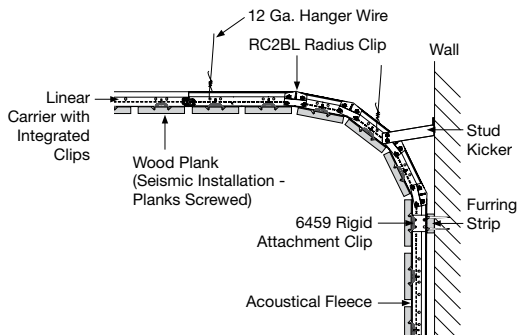 12 Ga. Hanger Wire
RC2BL Radius Clip
Wall
Linear
Carrier with
Integrated
Clips
Stud
Kicker
Wood Plank
(Seismic Installation -
Planks Screwed)
6459 Rigid
Attachment Clip
Furring
Strip
Acoustical Fleece